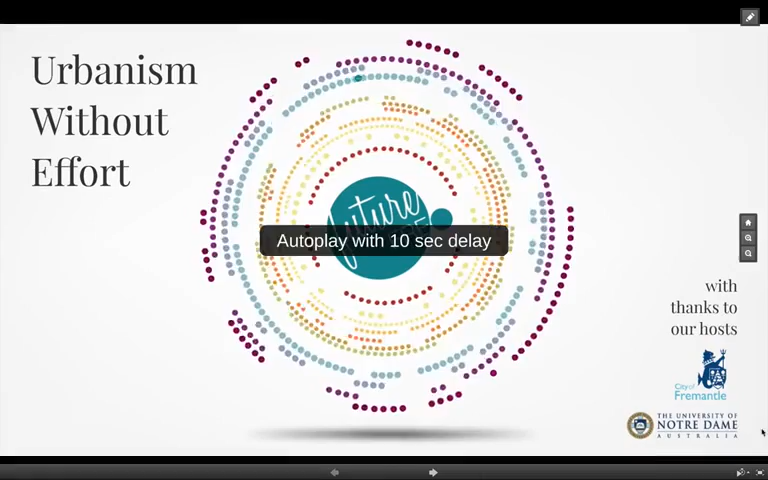 Urbanism
Without
Effort
future
Autoplay with 10 sec delay
with
thanks to
our hosts
City of
Fremantle
THE UNIVERSITY OF
NOTRE DAME
AUSTRALIA